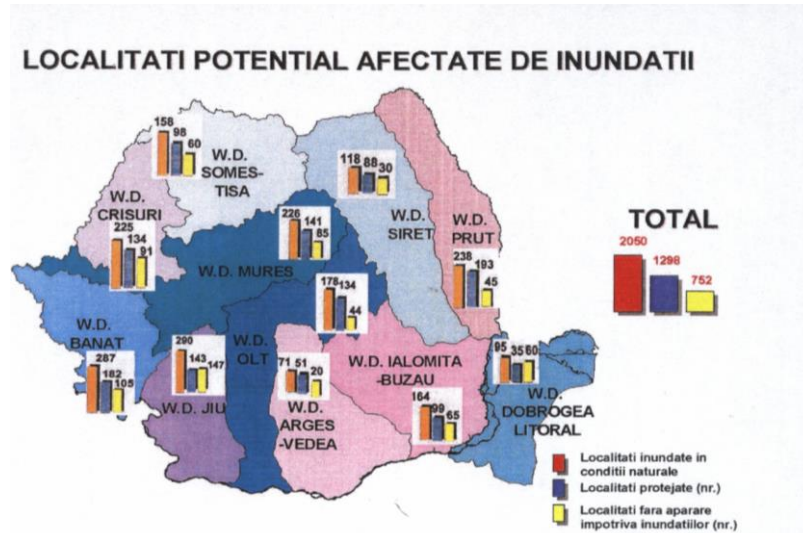 LOCALITATI POTENTIAL AFECTATE DE INUNDATII
158
98
60
W.D.
SOMES-
TISA
118
88
30
W.D.
SIRET
W.D.
CRISURI
225
134
91
226
141
85
W.D. MURES
W.D.
PRUT
238
193
45
TOTAL
2050
1298
752
178
134
44
W.D.
BANAT
287
182
105
290
143
147
W.D. JIU
W.D.
OLT
71
51
20
W.D.
ARGES
-VEDEA
W.D. IALOMITA
-BUZAU
164
99
65
95
35
60
W.D.
DOBROGEA
LITORAL
Localitati inundate in
conditii naturale
Localitati protejate (nr.)
Localitati fara aparare
impotriva inundatiilor (nr.)